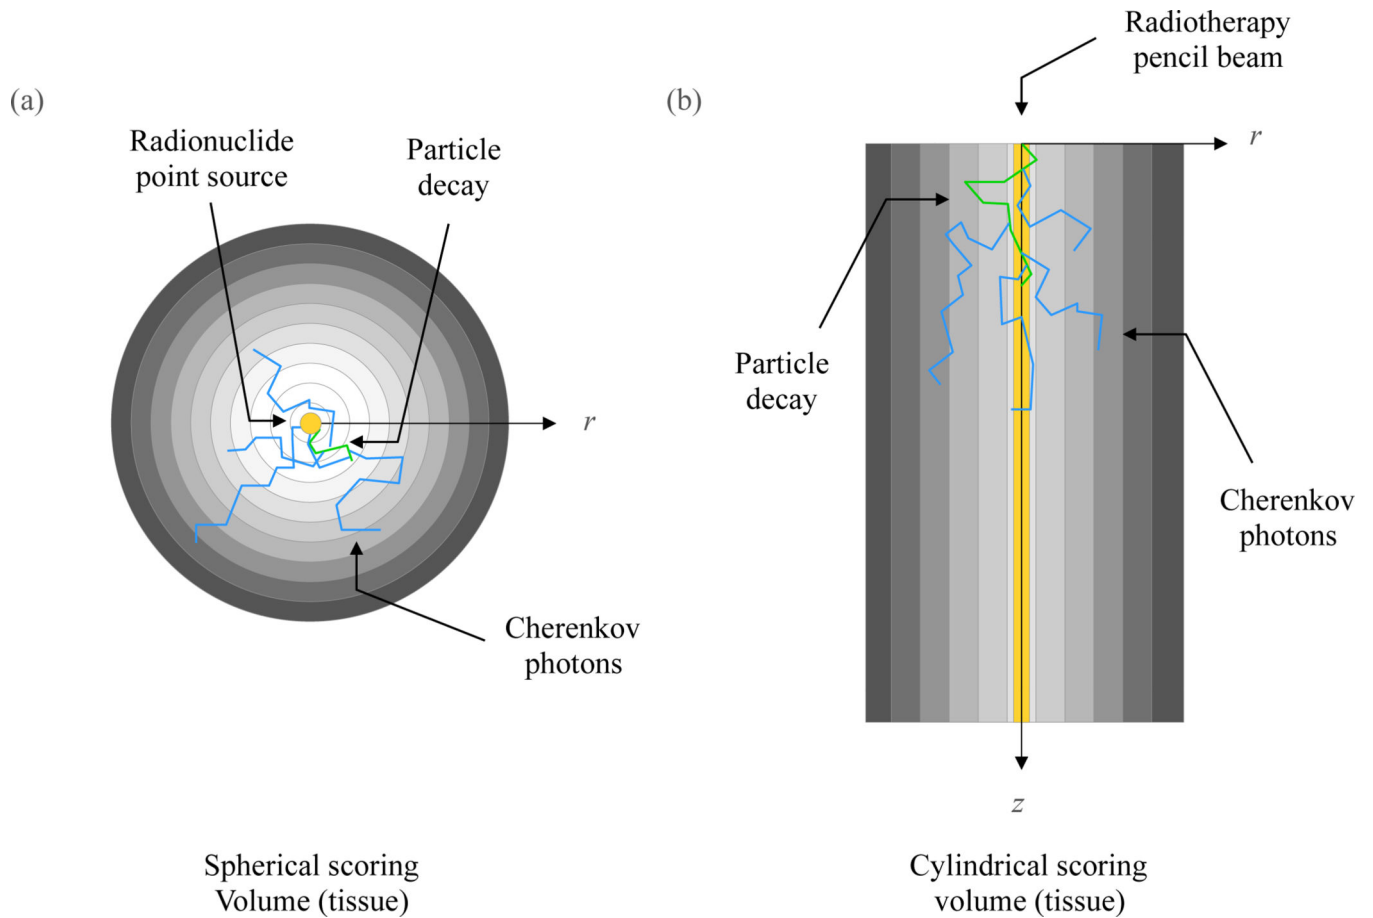 (a)
Radionuclide
point source
Particle
decay
r
Cherenkov
photons
Spherical scoring
Volume (tissue)
(b)
Radiotherapy
pencil beam
r
Particle
decay
Cherenkov
photons
z
Cylindrical scoring
volume (tissue)